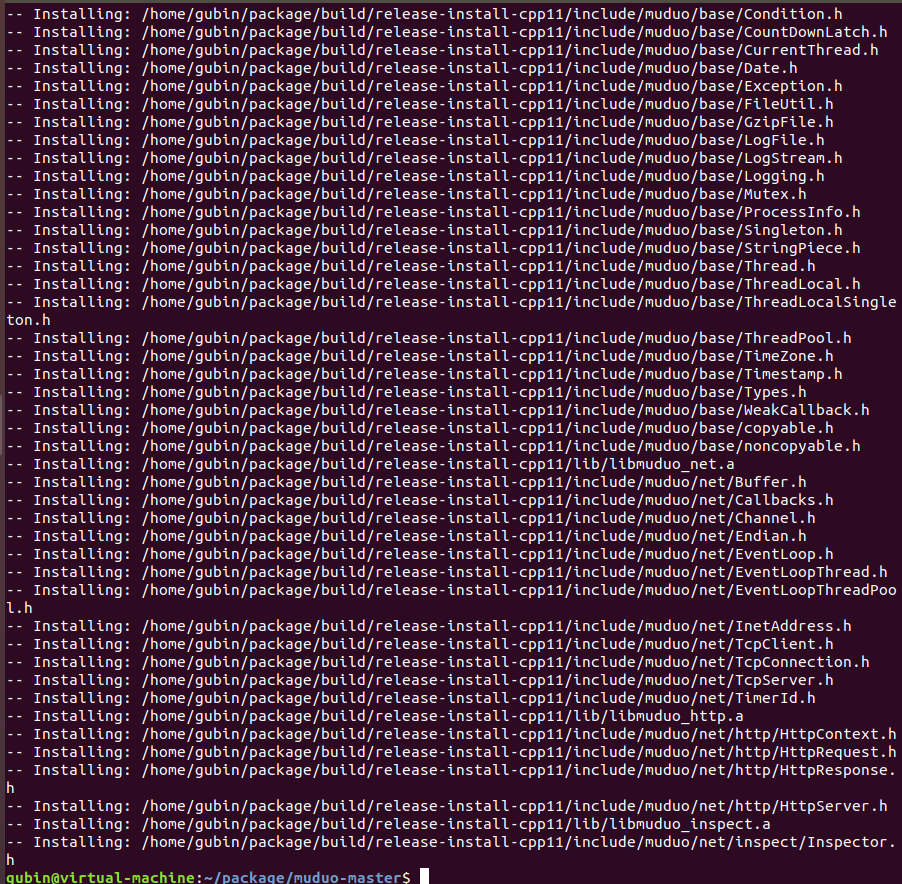 -- Installing: /home/gubin/package/build/release-install-cpp11/include/muduo/base/Condition.h
-- Installing: /home/gubin/package/build/release-install-cpp11/include/muduo/base/CountDownLatch.h
-- Installing: /home/gubin/package/build/release-install-cpp11/include/muduo/base/CurrentThread.h
-- Installing: /home/gubin/package/build/release-install-cpp11/include/muduo/base/Date.h
-- Installing: /home/gubin/package/build/release-install-cpp11/include/muduo/base/Exception.h
-- Installing: /home/gubin/package/build/release-install-cpp11/include/muduo/base/FileUtil.h
-- Installing: /home/gubin/package/build/release-install-cpp11/include/muduo/base/GzipFile.h
-- Installing: /home/gubin/package/build/release-install-cpp11/include/muduo/base/LogFile.h
-- Installing: /home/gubin/package/build/release-install-cpp11/include/muduo/base/LogStream.h
-- Installing: /home/gubin/package/build/release-install-cpp11/include/muduo/base/Logging.h
-- Installing: /home/gubin/package/build/release-install-cpp11/include/muduo/base/Mutex.h
-- Installing: /home/gubin/package/build/release-install-cpp11/include/muduo/base/ProcessInfo.h
-- Installing: /home/gubin/package/build/release-install-cpp11/include/muduo/base/Singleton.h
-- Installing: /home/gubin/package/build/release-install-cpp11/include/muduo/base/StringPiece.h
-- Installing: /home/gubin/package/build/release-install-cpp11/include/muduo/base/Thread.h
-- Installing: /home/gubin/package/build/release-install-cpp11/include/muduo/base/ThreadLocal.h
-- Installing: /home/gubin/package/build/release-install-cpp11/include/muduo/base/ThreadLocalSingle
ton.h
-- Installing: /home/gubin/package/build/release-install-cpp11/include/muduo/base/ThreadPool.h
-- Installing: /home/gubin/package/build/release-install-cpp11/include/muduo/base/TimeZone.h
-- Installing: /home/gubin/package/build/release-install-cpp11/include/muduo/base/Timestamp.h
-- Installing: /home/gubin/package/build/release-install-cpp11/include/muduo/base/Types.h
-- Installing: /home/gubin/package/build/release-install-cpp11/include/muduo/base/WeakCallback.h
-- Installing: /home/gubin/package/build/release-install-cpp11/include/muduo/base/copyable.h
-- Installing: /home/gubin/package/build/release-install-cpp11/include/muduo/base/noncopyable.h
-- Installing: /home/gubin/package/build/release-install-cpp11/lib/libmuduo_net.a
-- Installing: /home/gubin/package/build/release-install-cpp11/include/muduo/net/Buffer.h
-- Installing: /home/gubin/package/build/release-install-cpp11/include/muduo/net/Callbacks.h
-- Installing: /home/gubin/package/build/release-install-cpp11/include/muduo/net/Channel.h
-- Installing: /home/gubin/package/build/release-install-cpp11/include/muduo/net/Endian.h
-- Installing: /home/gubin/package/build/release-install-cpp11/include/muduo/net/EventLoop.h
-- Installing: /home/gubin/package/build/release-install-cpp11/include/muduo/net/EventLoopThread.h
-- Installing: /home/gubin/package/build/release-install-cpp11/include/muduo/net/EventLoopThreadPoo
l.h
-- Installing: /home/gubin/package/build/release-install-cpp11/include/muduo/net/InetAddress.h
-- Installing: /home/gubin/package/build/release-install-cpp11/include/muduo/net/TcpClient.h
-- Installing: /home/gubin/package/build/release-install-cpp11/include/muduo/net/TcpConnection.h
-- Installing: /home/gubin/package/build/release-install-cpp11/include/muduo/net/TcpServer.h
-- Installing: /home/gubin/package/build/release-install-cpp11/include/muduo/net/TimerId.h
-- Installing: /home/gubin/package/build/release-install-cpp11/lib/libmuduo_http.a
-- Installing: /home/gubin/package/build/release-install-cpp11/include/muduo/net/http/HttpContext.h
-- Installing: /home/gubin/package/build/release-install-cpp11/include/muduo/net/http/HttpRequest.h
-- Installing: /home/gubin/package/build/release-install-cpp11/include/muduo/net/http/HttpResponse.
h
-- Installing: /home/gubin/package/build/release-install-cpp11/include/muduo/net/http/HttpServer.h
-- Installing: /home/gubin/package/build/release-install-cpp11/lib/libmuduo_inspect.a
-- Installing: /home/gubin/package/build/release-install-cpp11/include/muduo/net/inspect/Inspector.
h
gubin@virtual-machine:~/package/muduo-master$